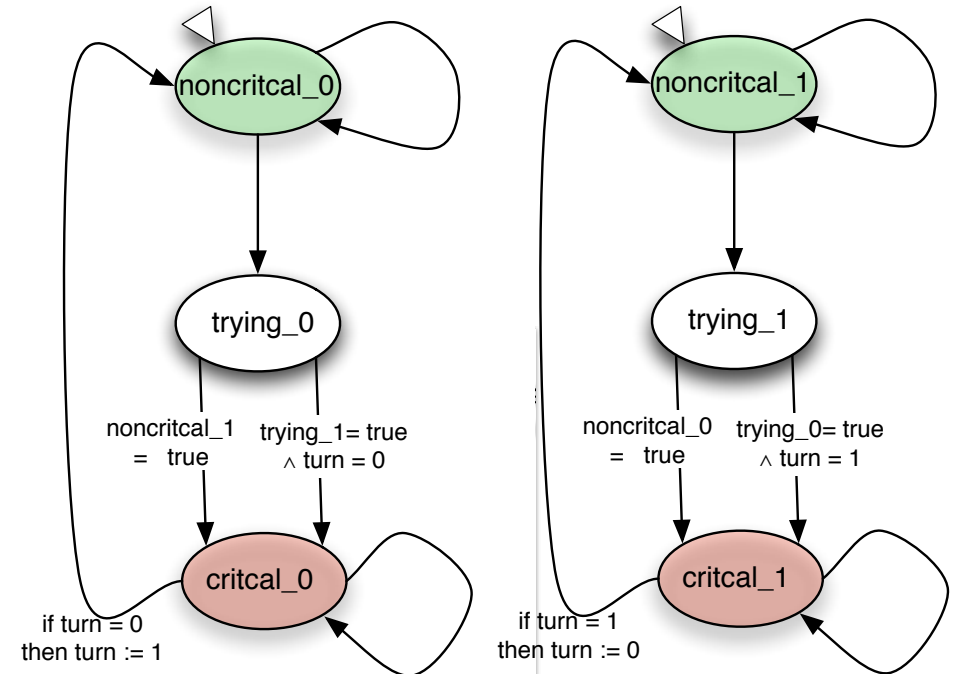 noncritcal_0
noncritcal_1
trying_0
trying_1
noncritcal_1
= true
trying_1= true
∧ turn = 0
noncritcal_0
= true
trying_0= true
∧ turn = 1
critcal_0
critcal_1
if turn = 0
then turn := 1
if turn = 1
then turn := 0